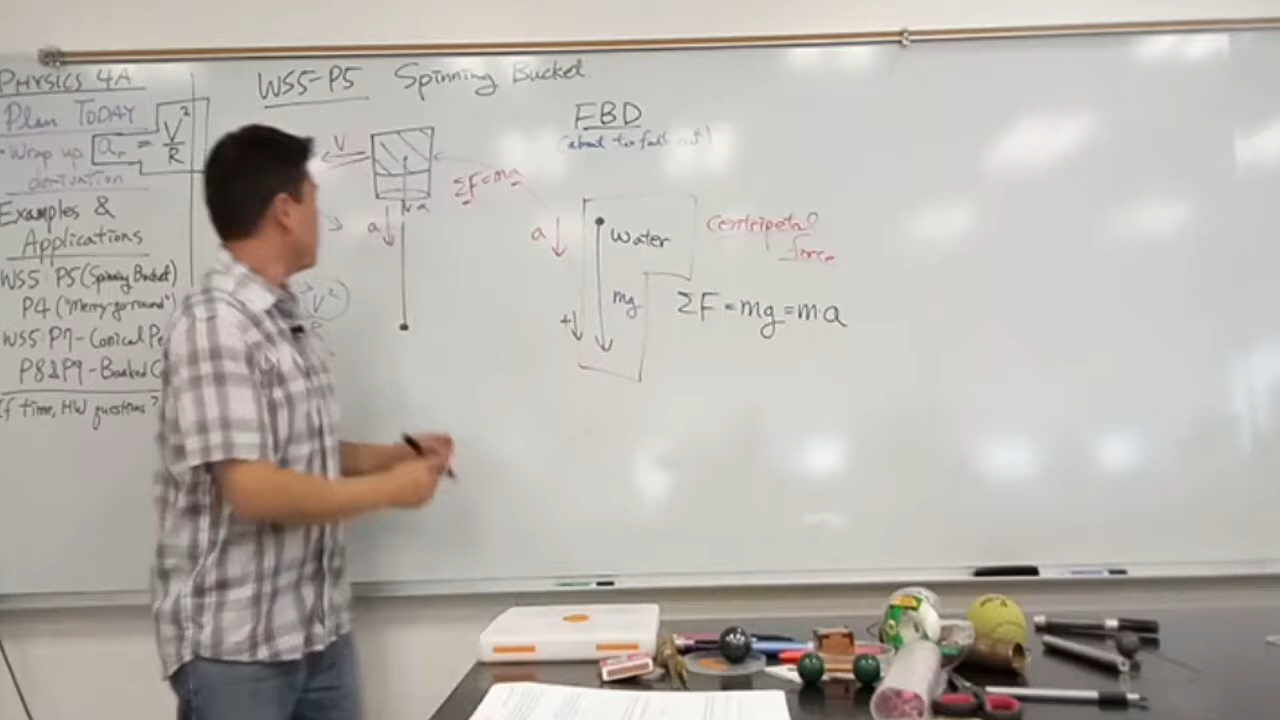 PHYSICS 4A
Plan TODAY
• Wrap up
derivation
a_r = V²/R
Examples &
Applications
WS5 P5 (Spinning Bucket)
P4 ("Merry-go-round")
WS5: P7 - Conical Pe
P8 & P9 - Banked C
If time, HW questions?
WS5-P5 Spinning Bucket
V
a
a
ΣF = ma
V²
FBD
(about to fall out)
a
Water
mg
+
Centripetal
force
ΣF = mg = m·a